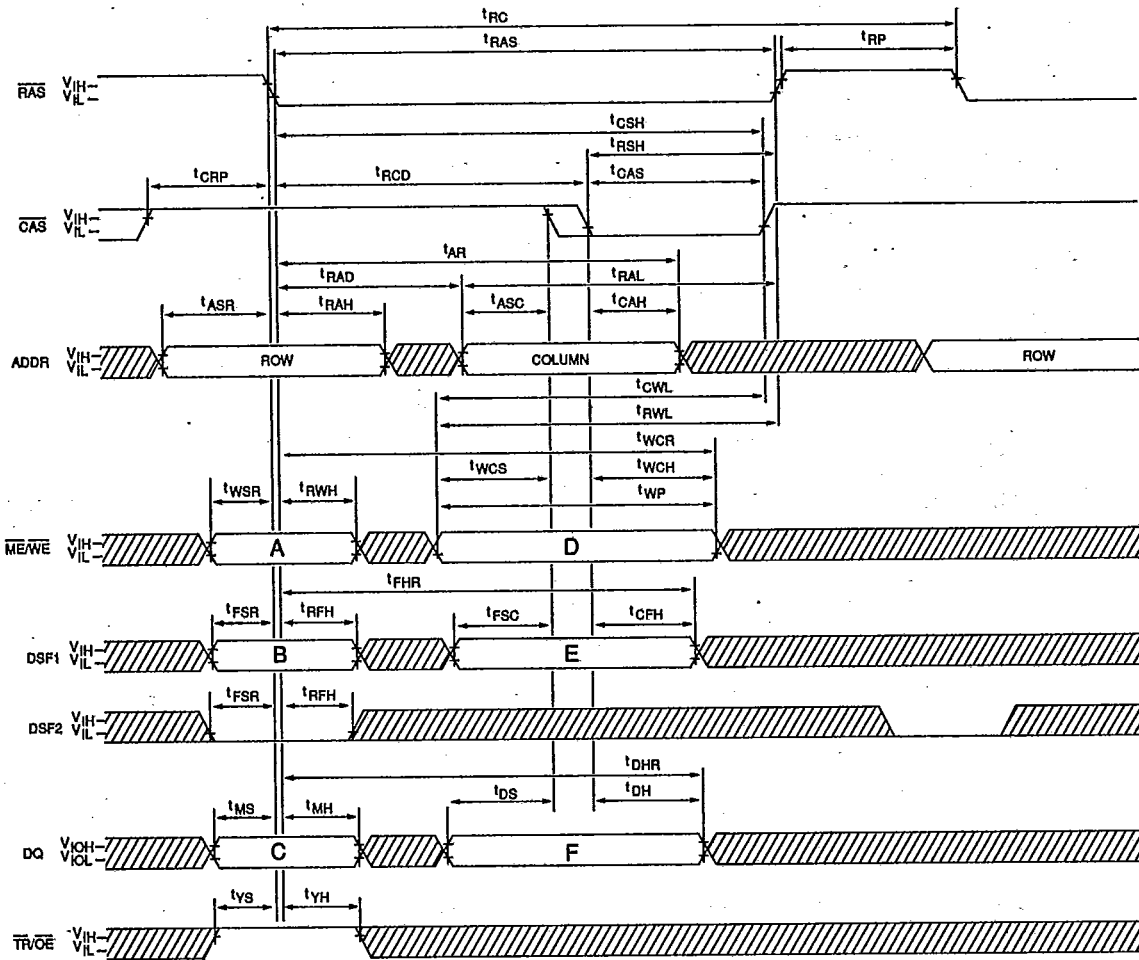 tRC
tRAS
tRP
RAS VIH
VIL
tCSH
tRSH
tCRP
tRCD
tCAS
CAS VIH
VIL
tAR
tRAD
tRAL
tASR
tRAH
tASC
tCAH
ADDR VIH
VIL
ROW
COLUMN
ROW
tCWL
tRWL
tWCR
tWCS
tWCH
tWSR
tRWH
tWP
ME/WE VIH
VIL
A
D
tFHR
tFSR
tRFH
tFSC
tCFH
DSF1 VIH
VIL
B
E
tFSR
tRFH
DSF2 VIH
VIL
tDHR
tMS
tMH
tDS
tDH
DQ VIOH
VIOL
C
F
tYS
tYH
TR/OE VIH
VIL